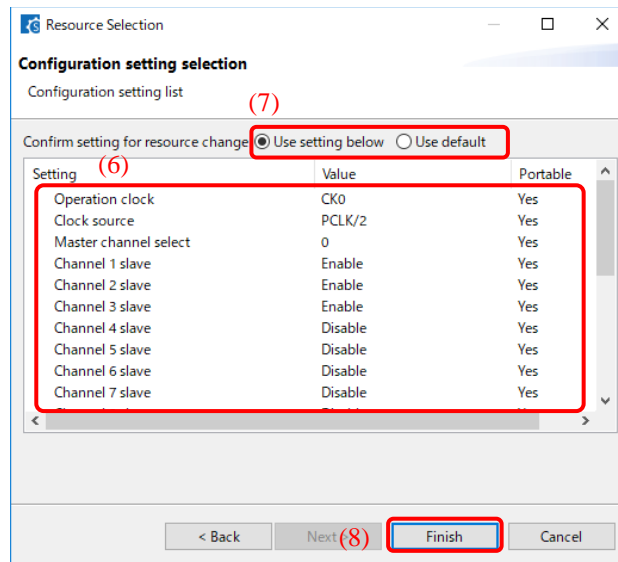 Resource Selection
Configuration setting selection
Configuration setting list
(7)
Confirm setting for resource change Use setting below Use default
(6)
Setting Value Portable
Operation clock CK0 Yes
Clock source PCLK/2 Yes
Master channel select 0 Yes
Channel 1 slave Enable Yes
Channel 2 slave Enable Yes
Channel 3 slave Enable Yes
Channel 4 slave Disable Yes
Channel 5 slave Disable Yes
Channel 6 slave Disable Yes
Channel 7 slave Disable Yes
< Back Next (8) Finish Cancel